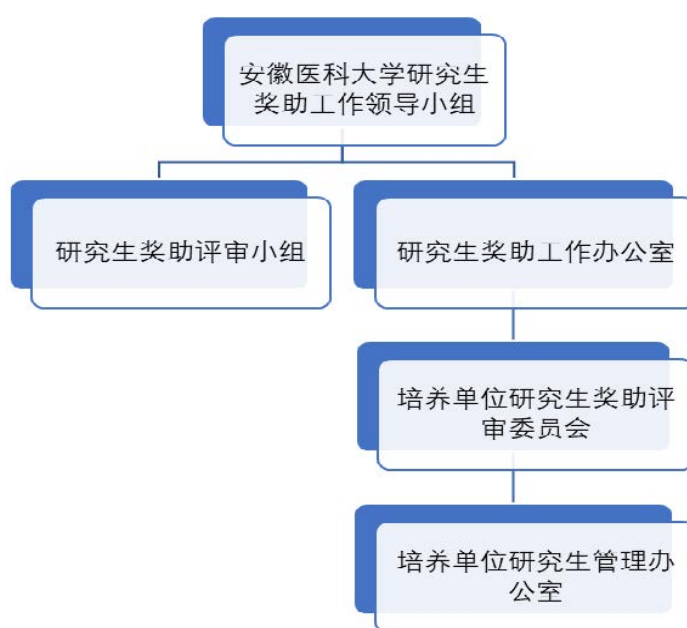 安徽医科大学研究生
奖助工作领导小组
研究生奖助评审小组
研究生奖助工作办公室
培养单位研究生奖助评
审委员会
培养单位研究生管理办
公室